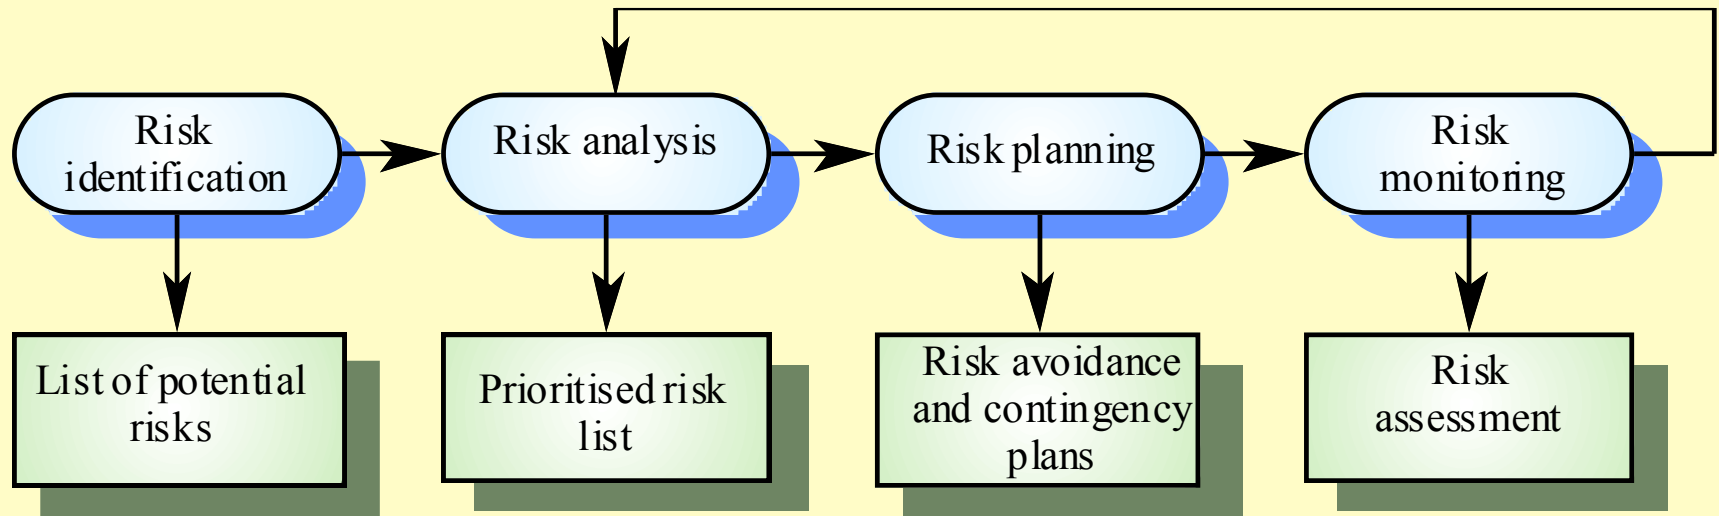 Risk
identification
Risk analysis
Risk planning
Risk
monitoring
List of potential
risks
Prioritised risk
list
Risk avoidance
and contingency
plans
Risk
assessment